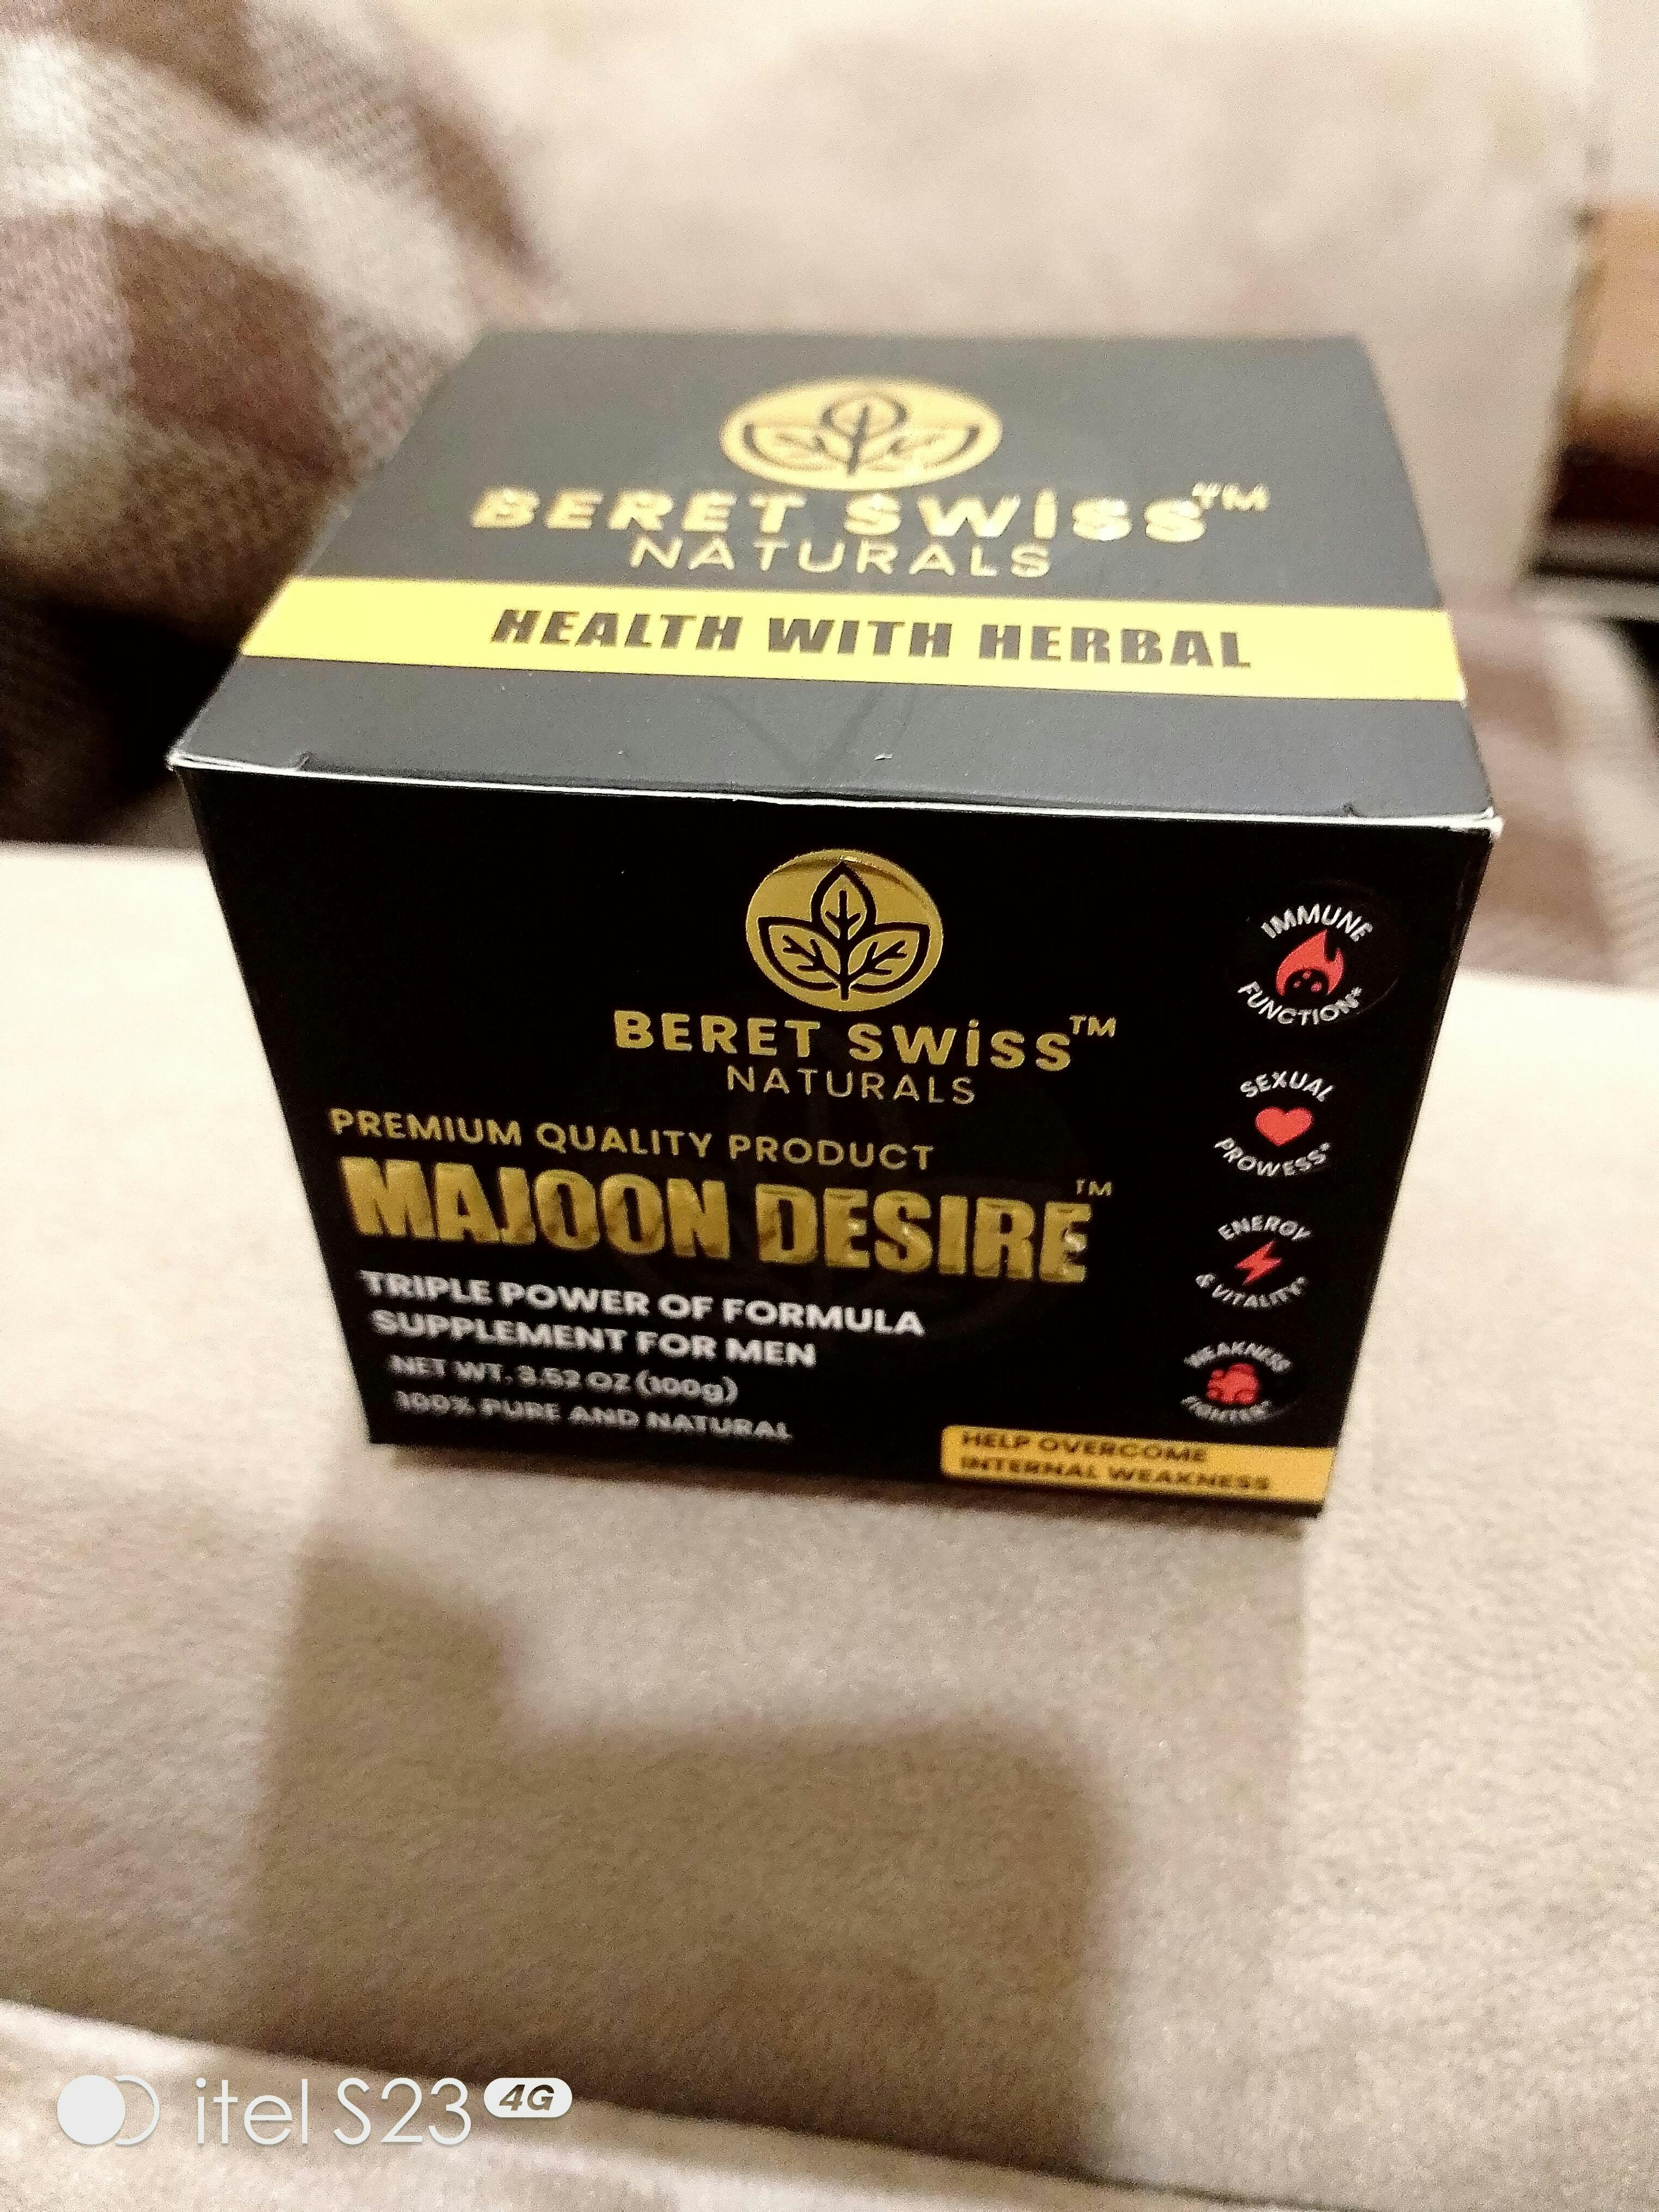 BERET SWiSS™
NATURALS
HEALTH WITH HERBAL
BERET SWiSS™
NATURALS
PREMIUM QUALITY PRODUCT
MAJOON DESIRE™
TRIPLE POWER OF FORMULA
SUPPLEMENT FOR MEN
NET WT. 3.52 OZ (100g)
100% PURE AND NATURAL
IMMUNE
FUNCTION*
SEXUAL
PROWESS*
ENERGY
& VITALITY*
WEAKNESS
FIGHTER*
HELP OVERCOME
INTERNAL WEAKNESS
itel S23 4G